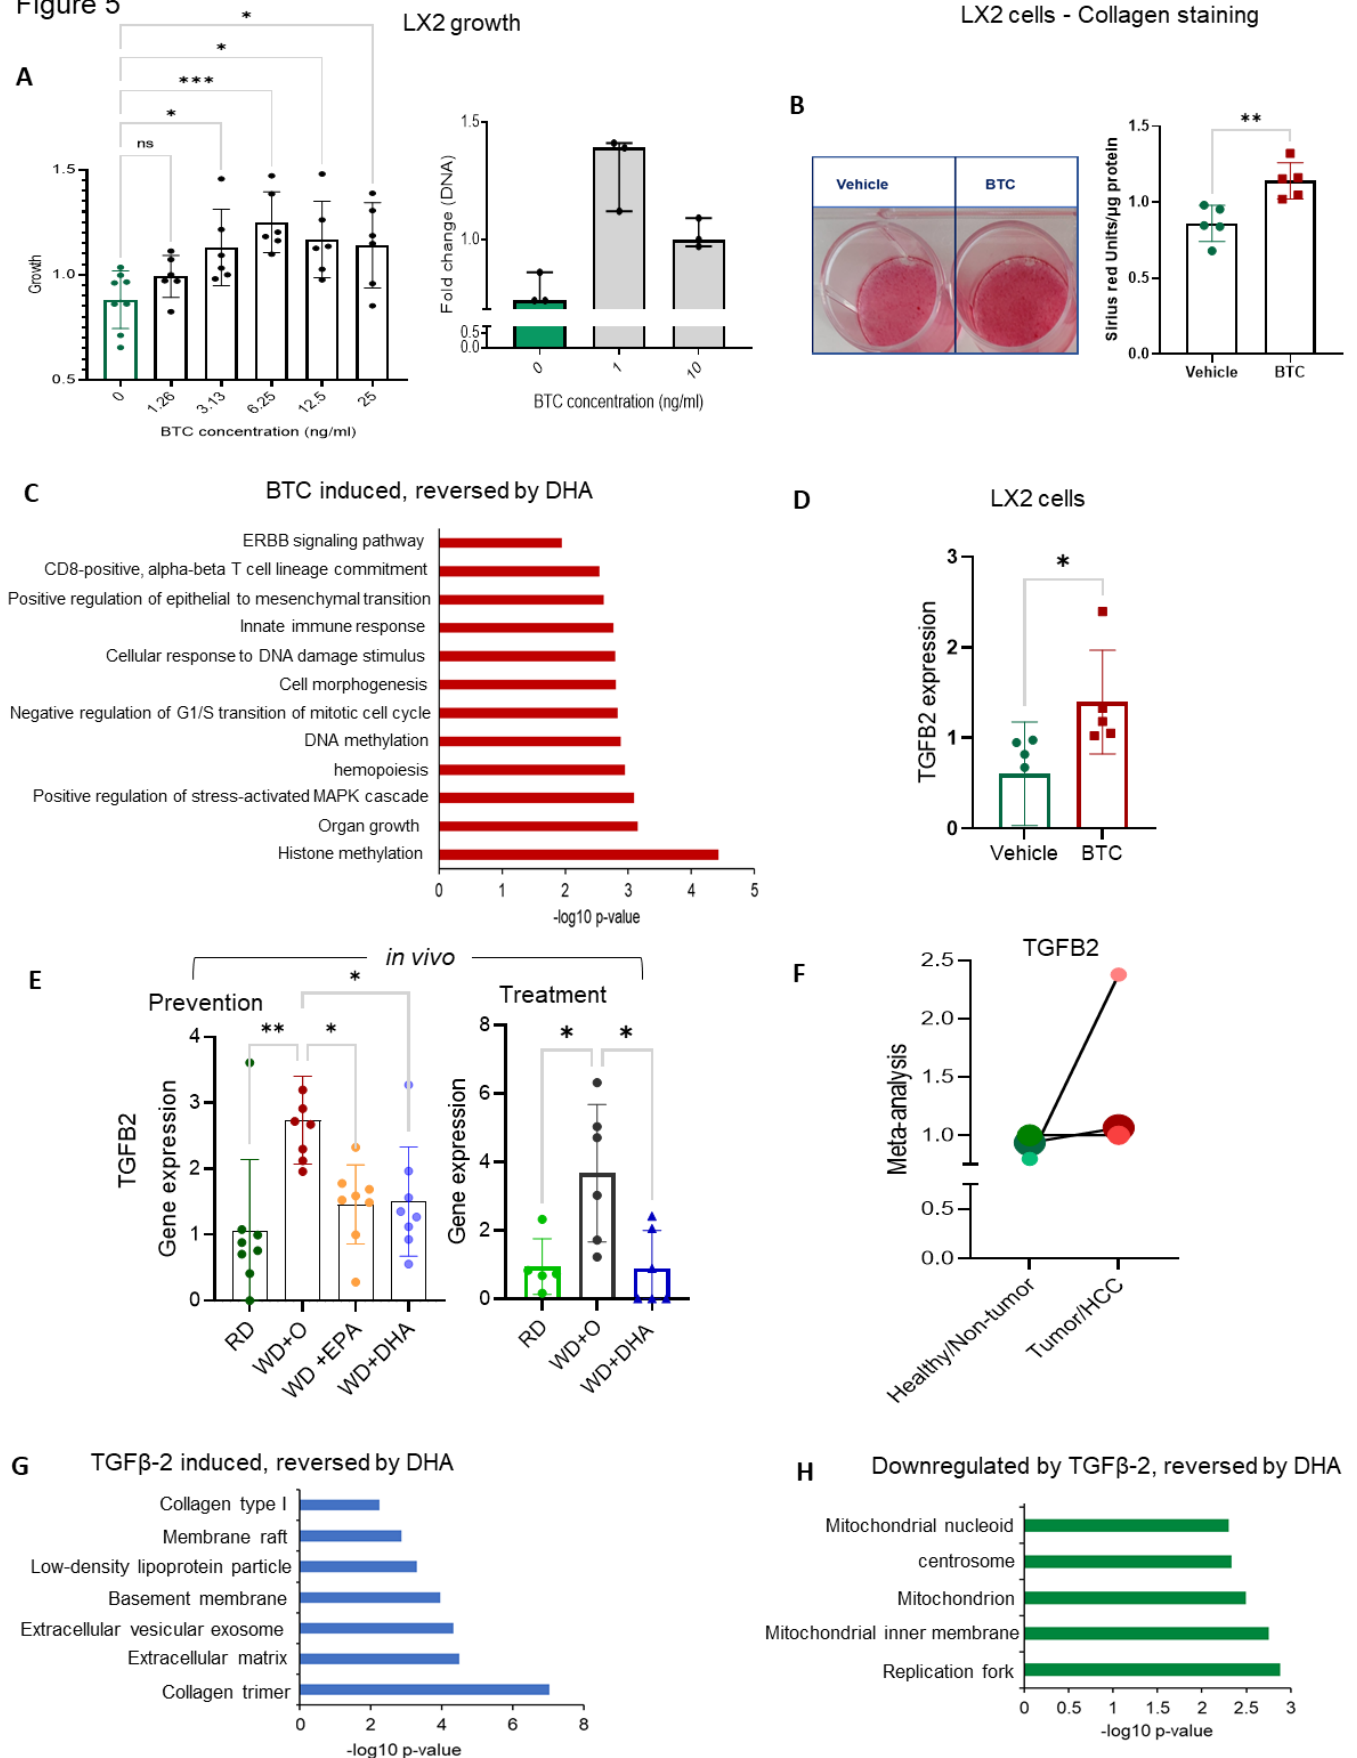 Figure 5
LX2 growth
LX2 cells - Collagen staining
A
*
*
***
*
ns
Growth
1.5
1.0
0.5
0
1.26
3.13
6.25
12.5
25
BTC concentration (ng/ml)
Fold change (DNA)
1.5
1.0
0.5
0.0
0
1
10
BTC concentration (ng/ml)
B
Vehicle
BTC
Sirius red Units/µg protein
**
1.5
1.0
0.5
0.0
Vehicle
BTC
C
BTC induced, reversed by DHA
ERBB signaling pathway
CD8-positive, alpha-beta T cell lineage commitment
Positive regulation of epithelial to mesenchymal transition
Innate immune response
Cellular response to DNA damage stimulus
Cell morphogenesis
Negative regulation of G1/S transition of mitotic cell cycle
DNA methylation
hemopoiesis
Positive regulation of stress-activated MAPK cascade
Organ growth
Histone methylation
0 1 2 3 4 5
-log10 p-value
D
LX2 cells
*
TGFB2 expression
3
2
1
0
Vehicle
BTC
E
in vivo
Prevention
TGFB2
Gene expression
** * *
4
3
2
1
0
RD
WD+O
WD +EPA
WD+DHA
Treatment
Gene expression
* *
8
6
4
2
0
RD
WD+O
WD+DHA
F
TGFB2
Meta-analysis
2.5
2.0
1.5
1.0
0.5
0.0
Healthy/Non-tumor
Tumor/HCC
G
TGFβ-2 induced, reversed by DHA
Collagen type I
Membrane raft
Low-density lipoprotein particle
Basement membrane
Extracellular vesicular exosome
Extracellular matrix
Collagen trimer
0 2 4 6 8
-log10 p-value
H
Downregulated by TGFβ-2, reversed by DHA
Mitochondrial nucleoid
centrosome
Mitochondrion
Mitochondrial inner membrane
Replication fork
0 0.5 1 1.5 2 2.5 3
-log10 p-value